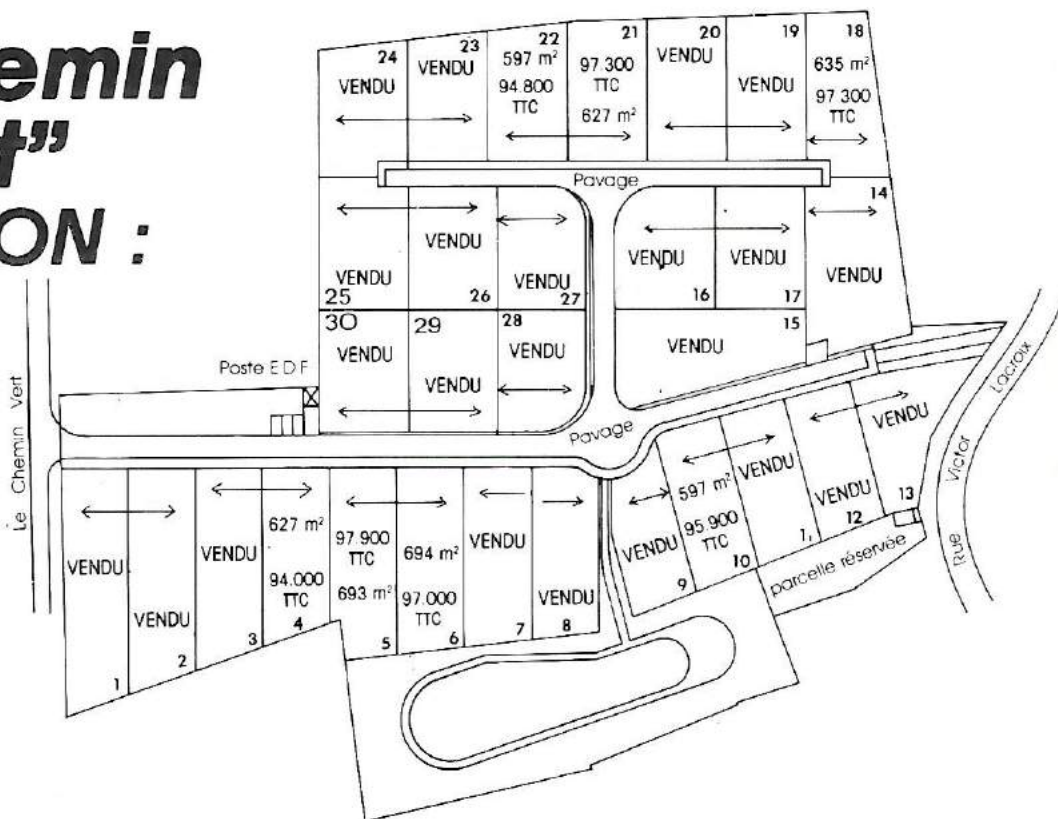 emin
t”
ON :
24
VENDU
23
VENDU
22
597 m²
94.800
TTC
21
97.300
TTC
627 m²
20
VENDU
19
VENDU
18
635 m²
97.300
TTC
Pavage
14
VENDU
VENDU
25
VENDU
26
VENDU
27
VENDU
16
VENDU
17
30
VENDU
29
VENDU
28
VENDU
15
VENDU
Poste E D F
Le Chemin Vert
Pavage
Rue Victor Lacroix
VENDU
1
VENDU
2
VENDU
3
627 m²
94.000
TTC
4
97.900
TTC
693 m²
5
694 m²
97.000
TTC
6
VENDU
7
VENDU
8
VENDU
9
597 m²
95.900
TTC
10
VENDU
1,
VENDU
12
VENDU
13
parcelle réservée